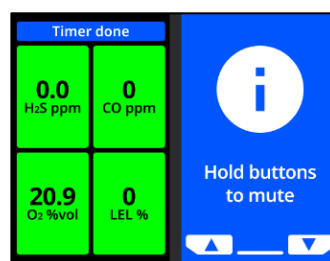 Timer done
0.0
H₂S ppm
0
CO ppm
20.9
O₂ %vol
0
LEL %
i
Hold buttons
to mute